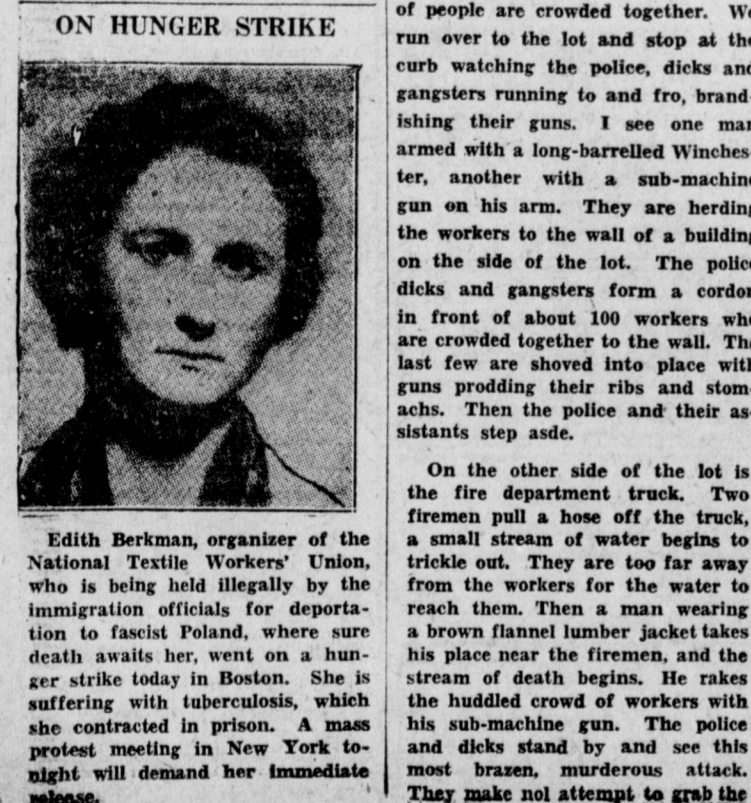 ON HUNGER STRIKE
Edith Berkman, organizer of the
National Textile Workers' Union,
who is being held illegally by the
immigration officials for deporta-
tion to fascist Poland, where sure
death awaits her, went on a hun-
ger strike today in Boston. She is
suffering with tuberculosis, which
she contracted in prison. A mass
protest meeting in New York to-
night will demand her immediate
release.
of people are crowded together. We
run over to the lot and stop at the
curb watching the police, dicks and
gangsters running to and fro, brand-
ishing their guns. I see one man
armed with a long-barrelled Winches-
ter, another with a sub-machine
gun on his arm. They are herding
the workers to the wall of a building
on the side of the lot. The police
dicks and gangsters form a cordon
in front of about 100 workers who
are crowded together to the wall. The
last few are shoved into place with
guns prodding their ribs and stom-
achs. Then the police and their as-
sistants step asde.
On the other side of the lot is
the fire department truck. Two
firemen pull a hose off the truck,
a small stream of water begins to
trickle out. They are too far away
from the workers for the water to
reach them. Then a man wearing
a brown flannel lumber jacket takes
his place near the firemen, and the
stream of death begins. He rakes
the huddled crowd of workers with
his sub-machine gun. The police
and dicks stand by and see this
most brazen, murderous attack.
They make nol attempt to grab the